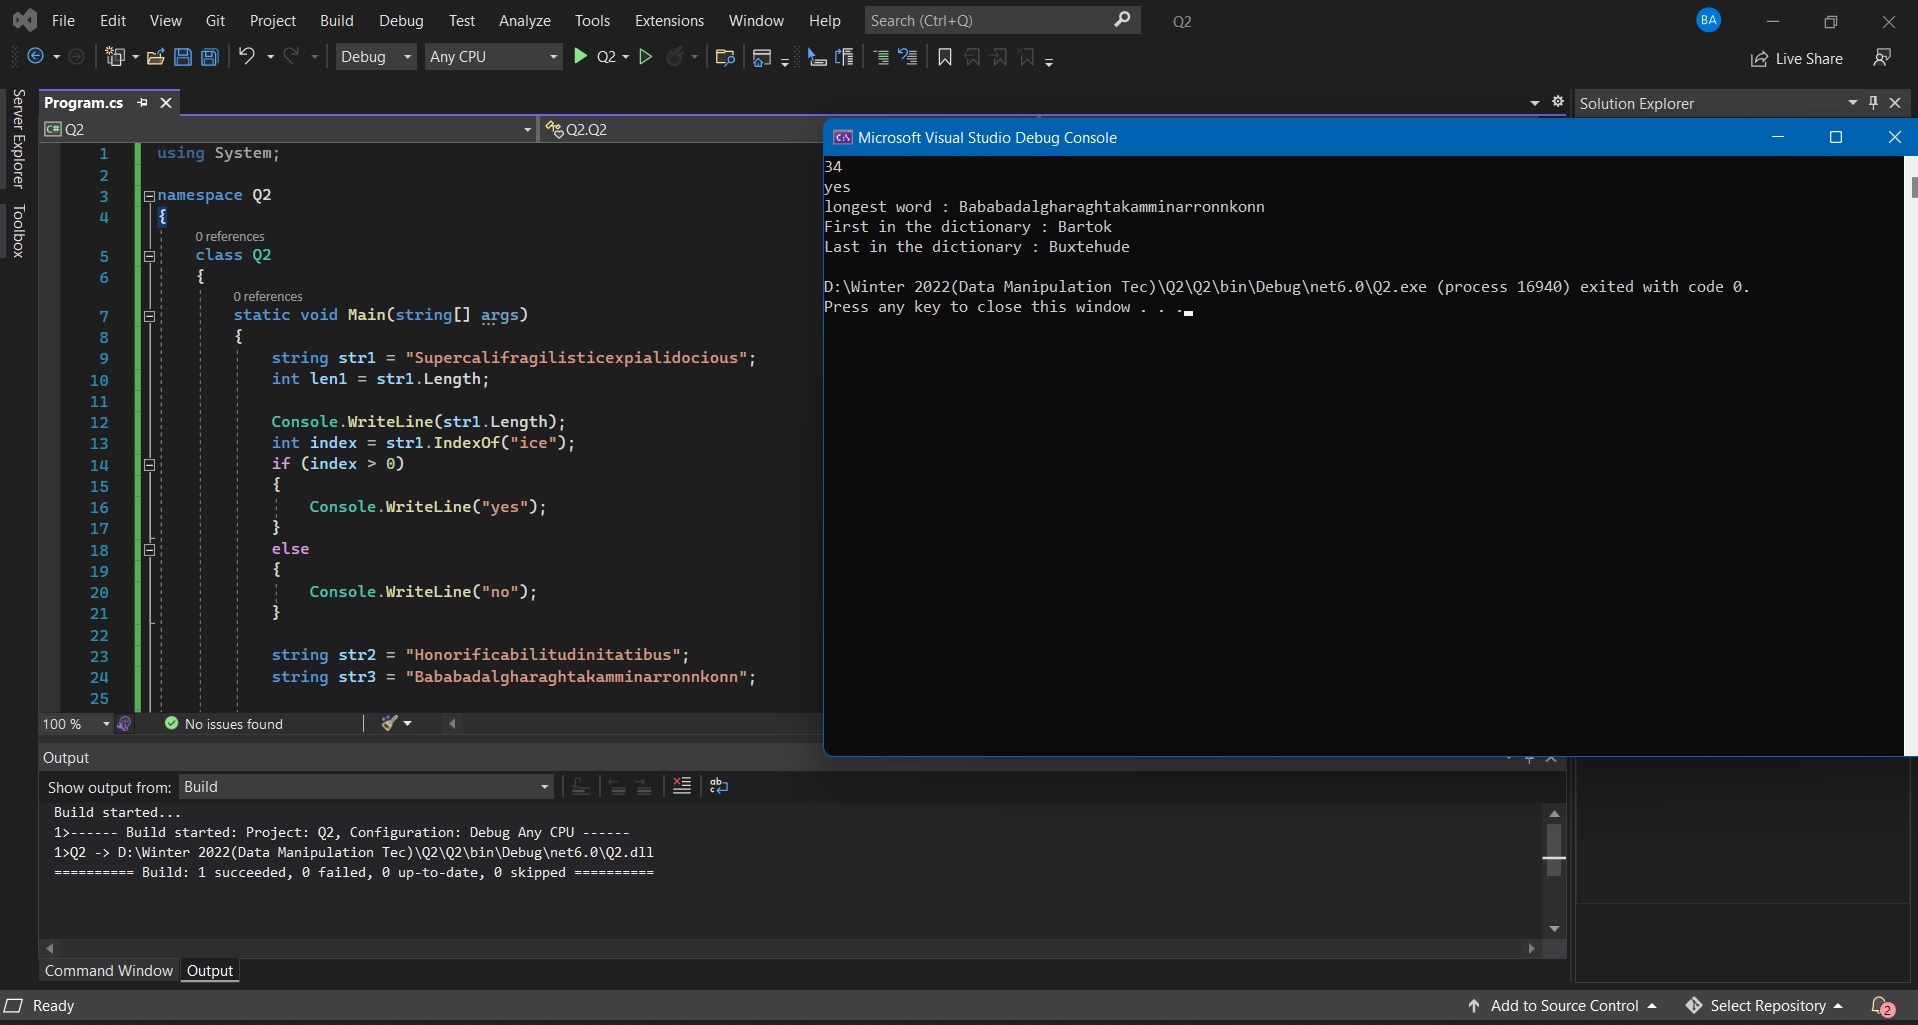 File Edit View Git Project Build Debug Test Analyze Tools Extensions Window Help Search (Ctrl+Q) Q2 BA
Debug Any CPU Q2 Live Share
Server Explorer
Toolbox
Program.cs
C# Q2 Q2.Q2
1 using System;
2
3 namespace Q2
4 {
0 references
5 class Q2
6 {
0 references
7 static void Main(string[] args)
8 {
9 string str1 = "Supercalifragilisticexpialidocious";
10 int len1 = str1.Length;
11
12 Console.WriteLine(str1.Length);
13 int index = str1.IndexOf("ice");
14 if (index > 0)
15 {
16 Console.WriteLine("yes");
17 }
18 else
19 {
20 Console.WriteLine("no");
21 }
22
23 string str2 = "Honorificabilitudinitatibus";
24 string str3 = "Bababadalgharaghtakamminarronnkonn";
25
100 % No issues found
Solution Explorer
Microsoft Visual Studio Debug Console
34
yes
longest word : Bababadalgharaghtakamminarronnkonn
First in the dictionary : Bartok
Last in the dictionary : Buxtehude
D:\Winter 2022(Data Manipulation Tec)\Q2\Q2\bin\Debug\net6.0\Q2.exe (process 16940) exited with code 0.
Press any key to close this window . . .
Output
Show output from: Build
Build started...
1>------ Build started: Project: Q2, Configuration: Debug Any CPU ------
1>Q2 -> D:\Winter 2022(Data Manipulation Tec)\Q2\Q2\bin\Debug\net6.0\Q2.dll
========== Build: 1 succeeded, 0 failed, 0 up-to-date, 0 skipped ==========
Command Window Output
Ready Add to Source Control Select Repository 2